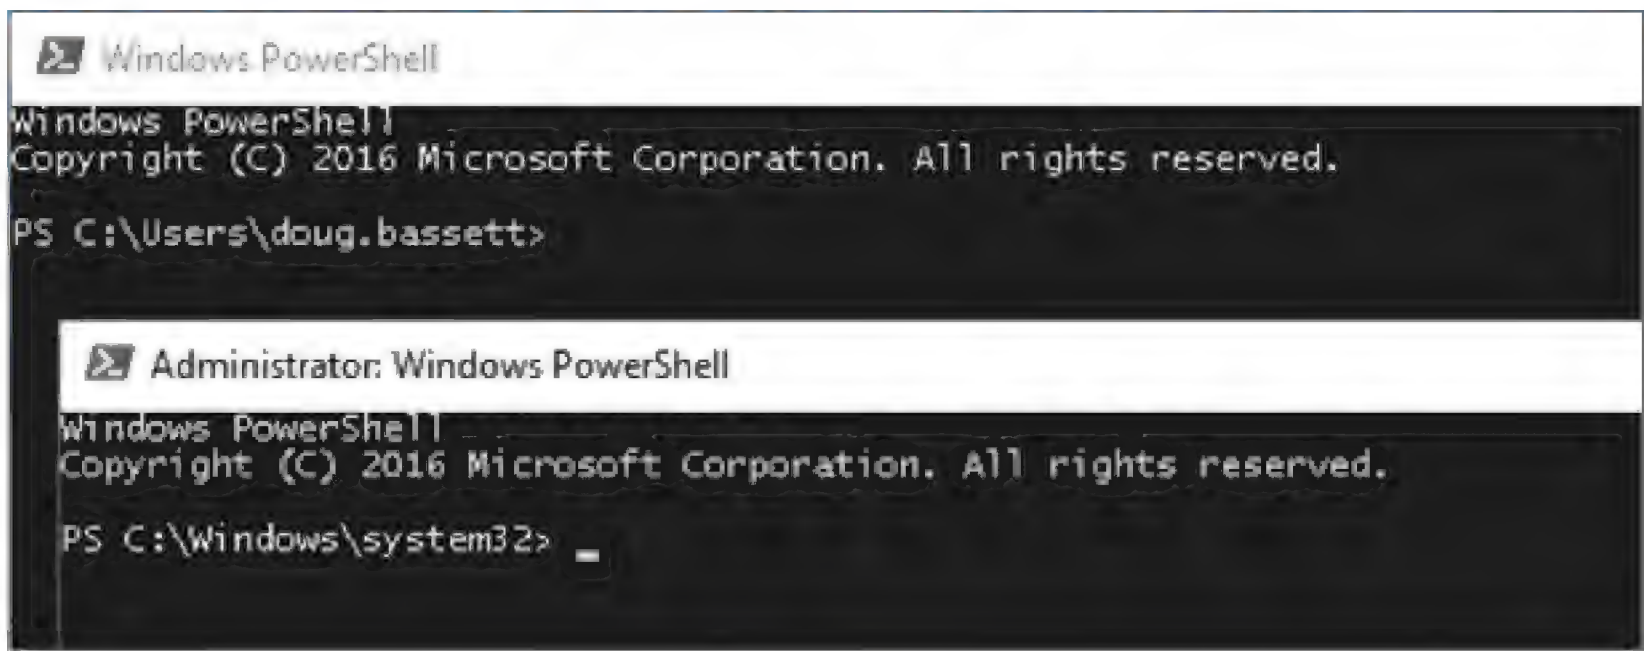 Windows PowerShell
Windows PowerShell
Copyright (C) 2016 Microsoft Corporation. All rights reserved.
PS C:\Users\doug.bassett>
Administrator: Windows PowerShell
Windows PowerShell
Copyright (C) 2016 Microsoft Corporation. All rights reserved.
PS C:\Windows\system32> _